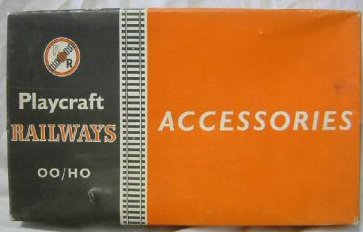 R
Playcraft
RAILWAYS
OO/HO
ACCESSORIES